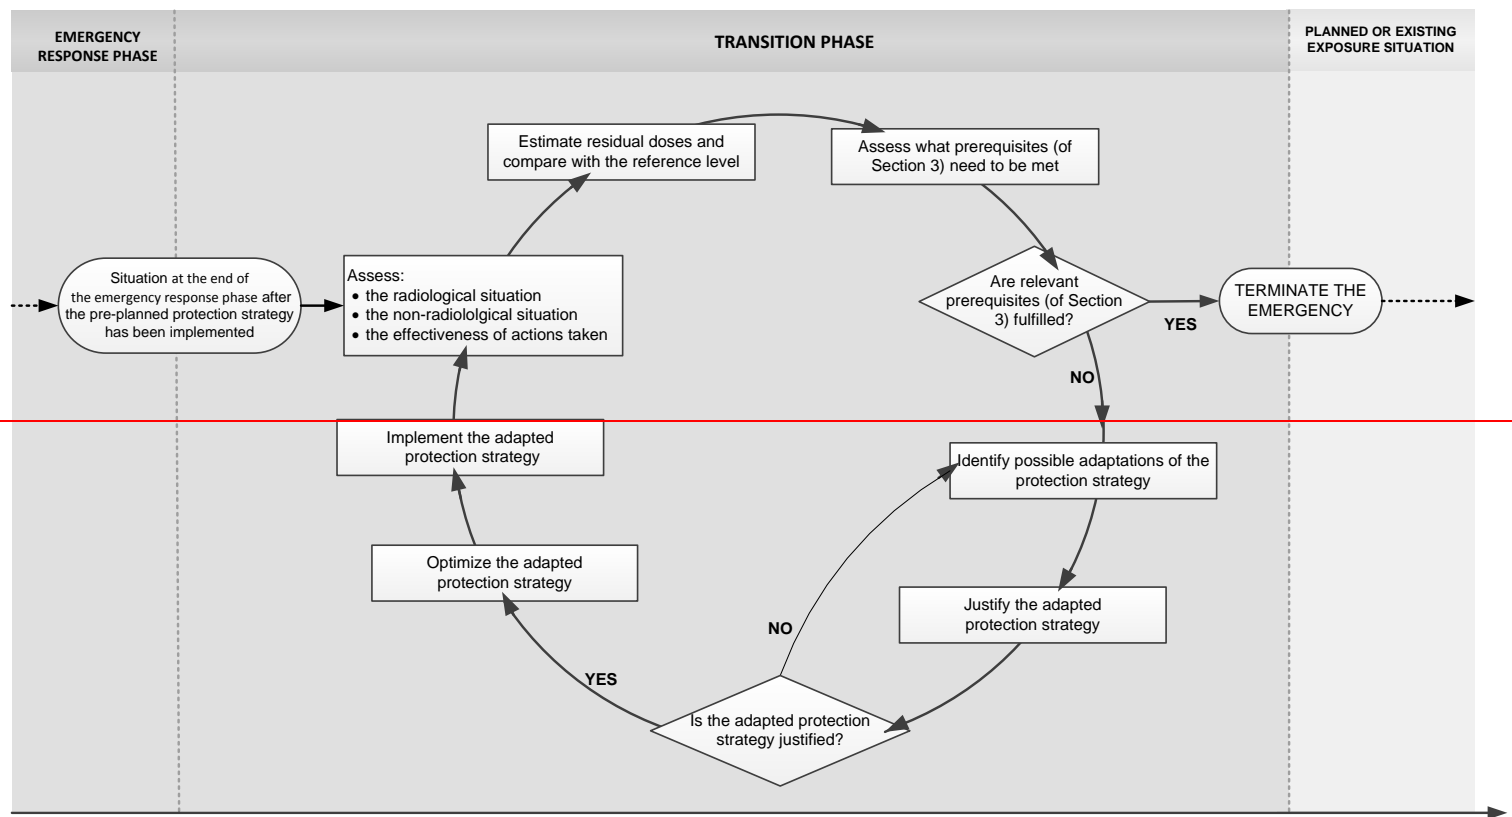 EMERGENCY
RESPONSE PHASE
TRANSITION PHASE
PLANNED OR EXISTING
EXPOSURE SITUATION
Estimate residual doses and
compare with the reference level
Assess what prerequisites (of
Section 3) need to be met
Situation at the end of
the emergency response phase after
the pre-planned protection strategy
has been implemented
Assess:
• the radiological situation
• the non-radiololgical situation
• the effectiveness of actions taken
Are relevant
prerequisites (of Section
3) fulfilled?
YES
TERMINATE THE
EMERGENCY
NO
Implement the adapted
protection strategy
Identify possible adaptations of the
protection strategy
Optimize the adapted
protection strategy
Justify the adapted
protection strategy
NO
YES
Is the adapted protection
strategy justified?